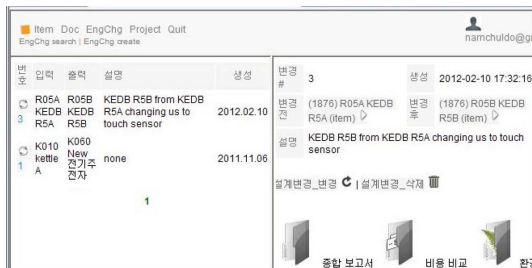 Item Doc EngChg Project Quit
EngChg search | EngChg create
namchuldo@g
번호 입력 출력 설명 생성
3 R05A KEDB R5A R05B KEDB R5B KEDB R5B from KEDB R5A changing us to touch sensor 2012.02.10
1 K010 kettle A K060 New 전기주전자 none 2011.11.06
1
변경 # 3 생성 2012-02-10 17:32:16
변경 전 (1876) R05A KEDB R5A (item) 변경 후 (1876) R05B KEDB R5B (item)
설명 KEDB R5B from KEDB R5A changing us to touch sensor
설계변경_변경 | 설계변경_삭제
종합 보고서 비용 비교 환경